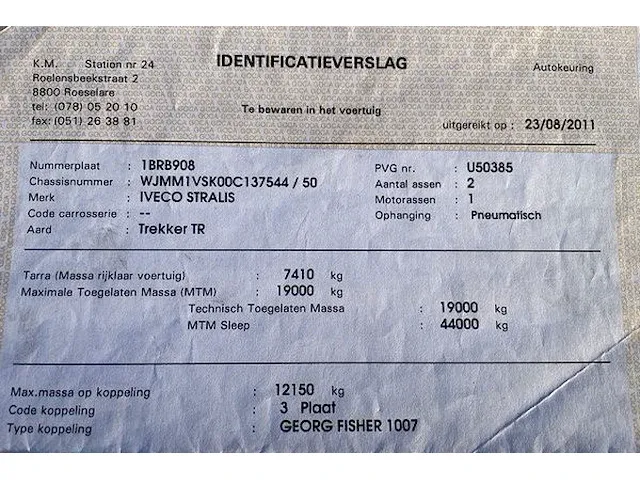 IDENTIFICATIEVERSLAG
K.M. Station nr 24
Roelensbeekstraat 2
8800 Roeselare
tel: (078) 05 20 10
fax: (051) 26 38 81
Autokeuring
Te bewaren in het voertuig
uitgereikt op : 23/08/2011
Nummerplaat : 1BRB908
Chassisnummer : WJMM1VSK00C137544 / 50
Merk : IVECO STRALIS
Code carrosserie : --
Aard : Trekker TR
PVG nr. : U50385
Aantal assen : 2
Motorassen : 1
Ophanging : Pneumatisch
Tarra (Massa rijklaar voertuig) : 7410 kg
Maximale Toegelaten Massa (MTM) : 19000 kg
Technisch Toegelaten Massa : 19000 kg
MTM Sleep : 44000 kg
Max.massa op koppeling : 12150 kg
Code koppeling : 3 Plaat
Type koppeling : GEORG FISHER 1007